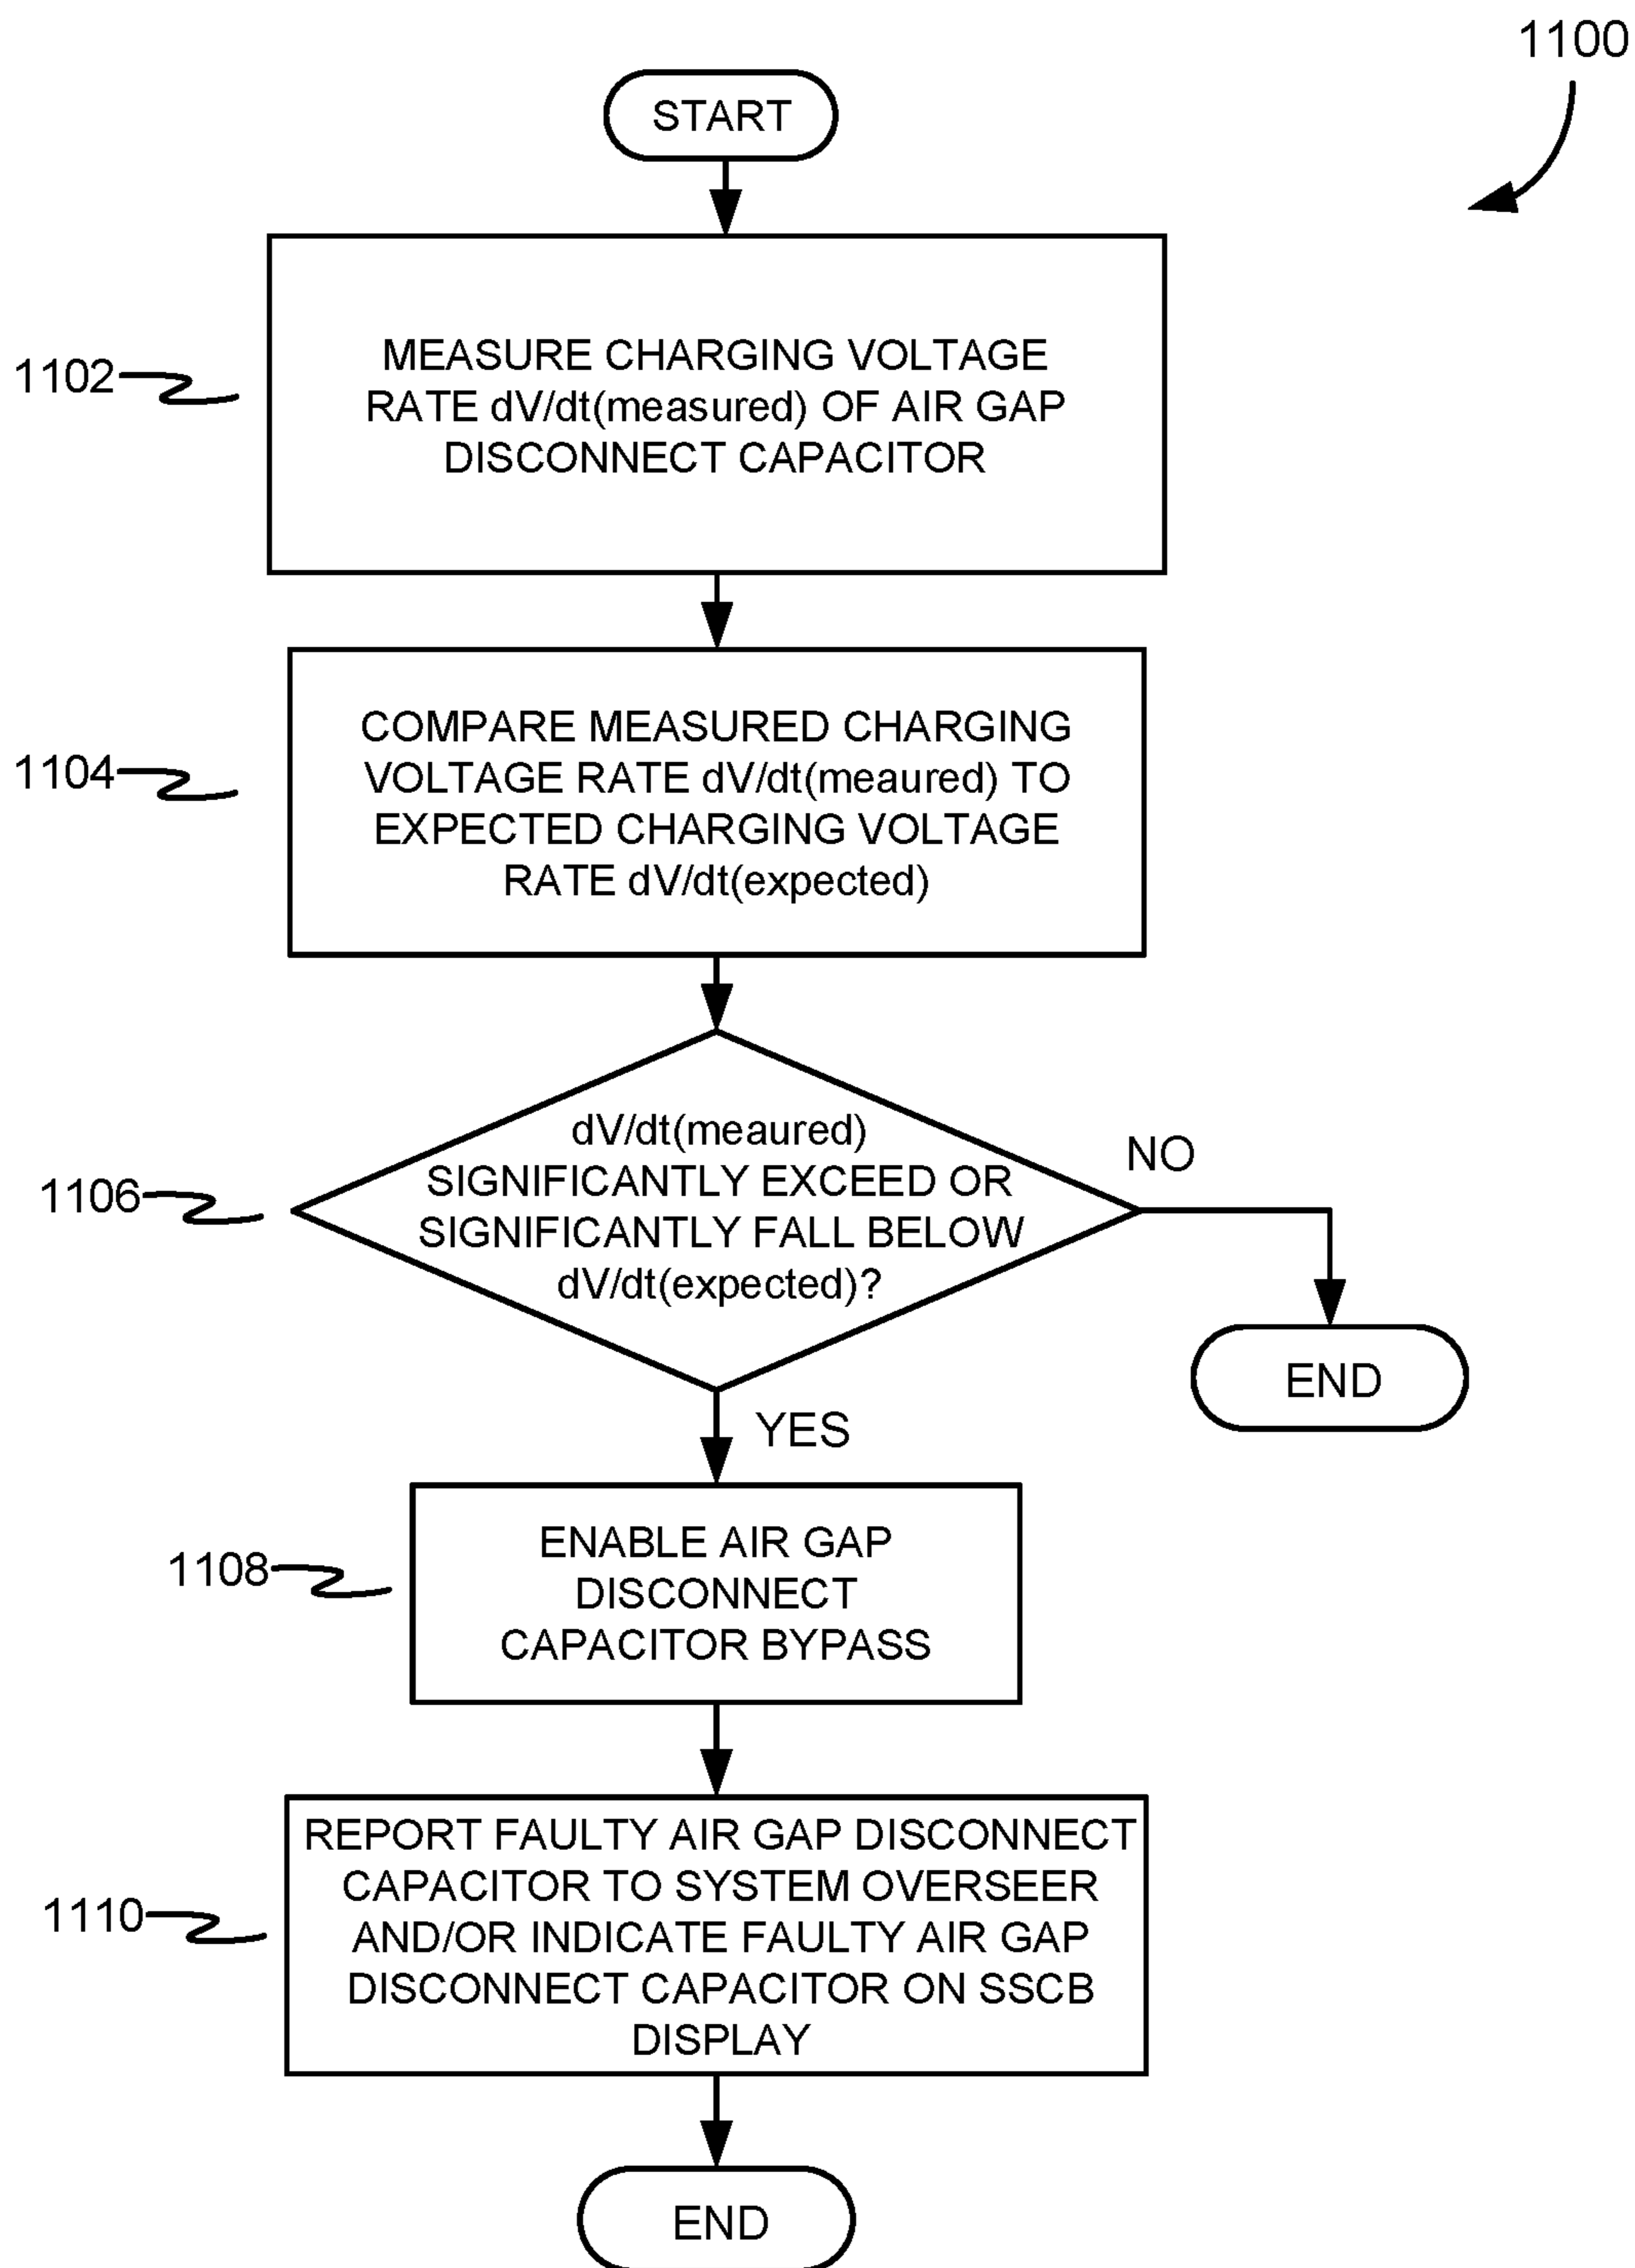 1100
START
1102
MEASURE CHARGING VOLTAGE
RATE dV/dt(measured) OF AIR GAP
DISCONNECT CAPACITOR
1104
COMPARE MEASURED CHARGING
VOLTAGE RATE dV/dt(meaured) TO
EXPECTED CHARGING VOLTAGE
RATE dV/dt(expected)
1106
dV/dt(meaured)
SIGNIFICANTLY EXCEED OR
SIGNIFICANTLY FALL BELOW
dV/dt(expected)?
NO
END
YES
1108
ENABLE AIR GAP
DISCONNECT
CAPACITOR BYPASS
1110
REPORT FAULTY AIR GAP DISCONNECT
CAPACITOR TO SYSTEM OVERSEER
AND/OR INDICATE FAULTY AIR GAP
DISCONNECT CAPACITOR ON SSCB
DISPLAY
END